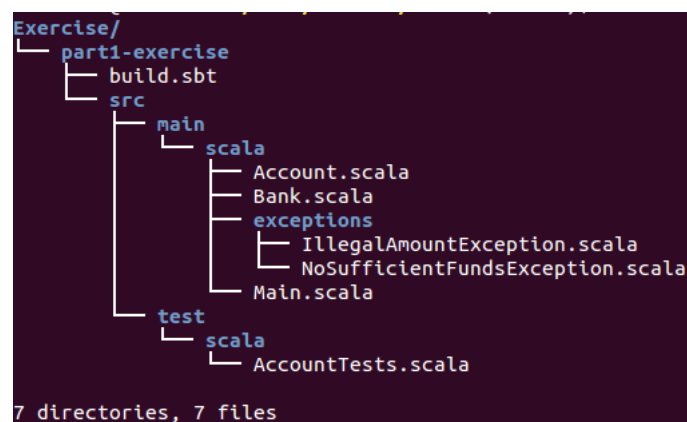 Exercise/
└── part1-exercise
    ├── build.sbt
    └── src
        ├── main
        │   └── scala
        │       ├── Account.scala
        │       ├── Bank.scala
        │       ├── exceptions
        │       │   ├── IllegalAmountException.scala
        │       │   └── NoSufficientFundsException.scala
        │       └── Main.scala
        └── test
            └── scala
                └── AccountTests.scala
7 directories, 7 files